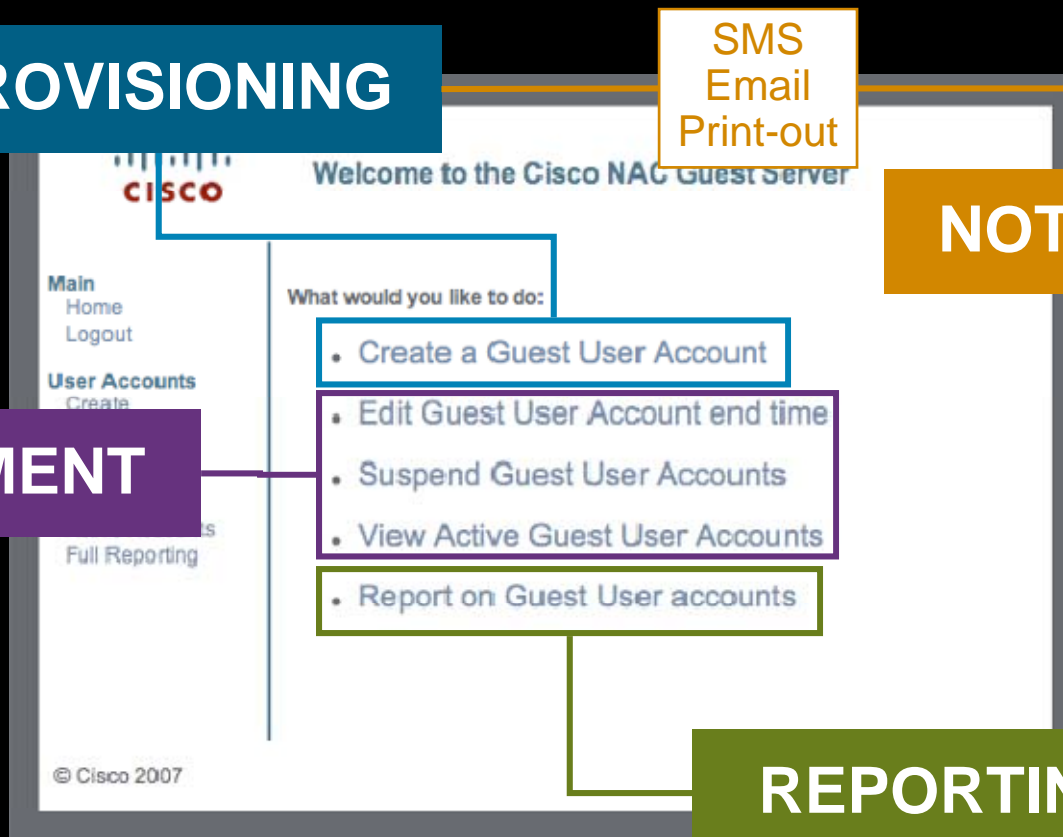 ROVISIONING
SMS
Email
Print-out
CISCO
Welcome to the Cisco NAC Guest Server
NOT
Main
Home
Logout
What would you like to do:
• Create a Guest User Account
User Accounts
Create
• Edit Guest User Account end time
MENT
• Suspend Guest User Accounts
ts
• View Active Guest User Accounts
Full Reporting
• Report on Guest User accounts
© Cisco 2007
REPORTIN